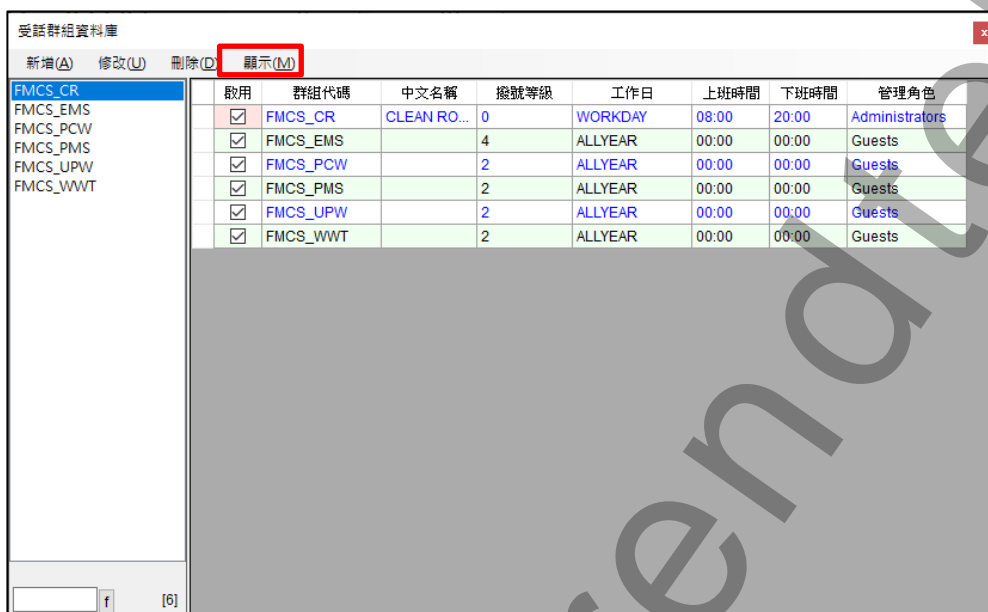 受話群組資料庫 x
新增(A) 修改(U) 刪除(D) 顯示(M)
FMCS_CR
FMCS_EMS
FMCS_PCW
FMCS_PMS
FMCS_UPW
FMCS_WWT
啟用 群組代碼 中文名稱 撥號等級 工作日 上班時間 下班時間 管理角色
FMCS_CR CLEAN RO... 0 WORKDAY 08:00 20:00 Administrators
FMCS_EMS 4 ALLYEAR 00:00 00:00 Guests
FMCS_PCW 2 ALLYEAR 00:00 00:00 Guests
FMCS_PMS 2 ALLYEAR 00:00 00:00 Guests
FMCS_UPW 2 ALLYEAR 00:00 00:00 Guests
FMCS_WWT 2 ALLYEAR 00:00 00:00 Guests
f [6]
endte